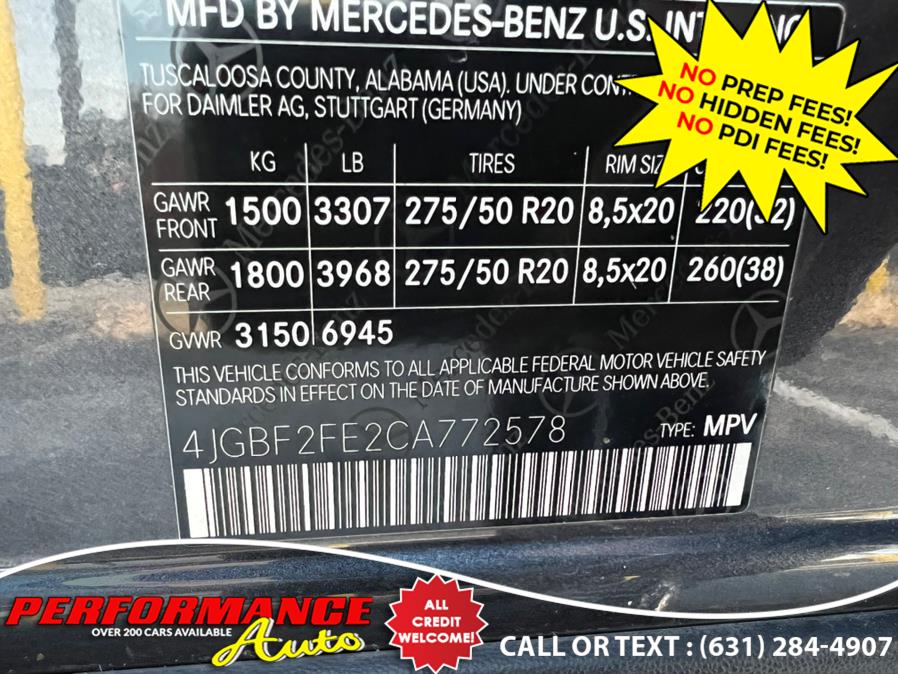 MFD BY MERCEDES-BENZ U.S.
TUSCALOOSA COUNTY, ALABAMA (USA). UNDER
FOR DAIMLER AG, STUTTGART (GERMANY)
NO PREP FEES!
NO HIDDEN FEES!
NO PDI FEES!
KG LB TIRES RIM
GAWR FRONT 1500 3307 275/50 R20 8,5x20
GAWR REAR 1800 3968 275/50 R20 8,5x20 260(38)
GVWR 3150 6945
THIS VEHICLE CONFORMS TO ALL APPLICABLE FEDERAL MOTOR VEHICLE SAFETY
STANDARDS IN EFFECT ON THE DATE OF MANUFACTURE SHOWN ABOVE.
4JGBF2FE2CA772578 TYPE: MPV
PERFORMANCE
OVER 200 CARS AVAILABLE
Auto
ALL
CREDIT
WELCOME!
CALL OR TEXT : (631) 284-4907